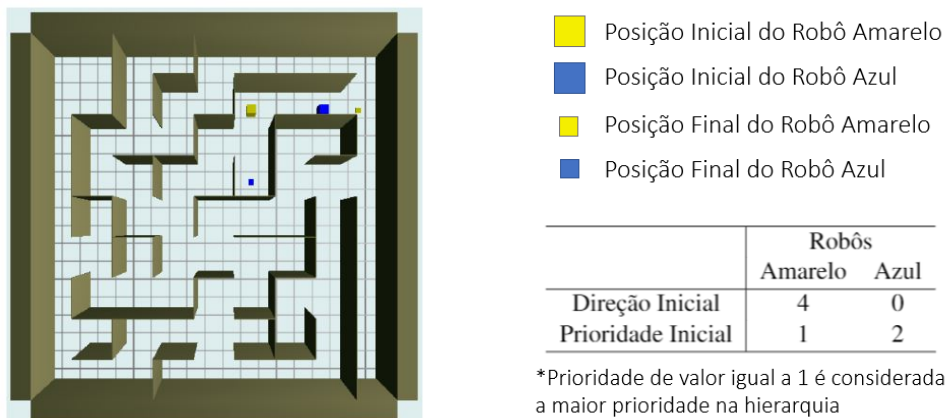 Posição Inicial do Robô Amarelo
Posição Inicial do Robô Azul
Posição Final do Robô Amarelo
Posição Final do Robô Azul
Robôs
Amarelo Azul
Direção Inicial 4 0
Prioridade Inicial 1 2
*Prioridade de valor igual a 1 é considerada
a maior prioridade na hierarquia